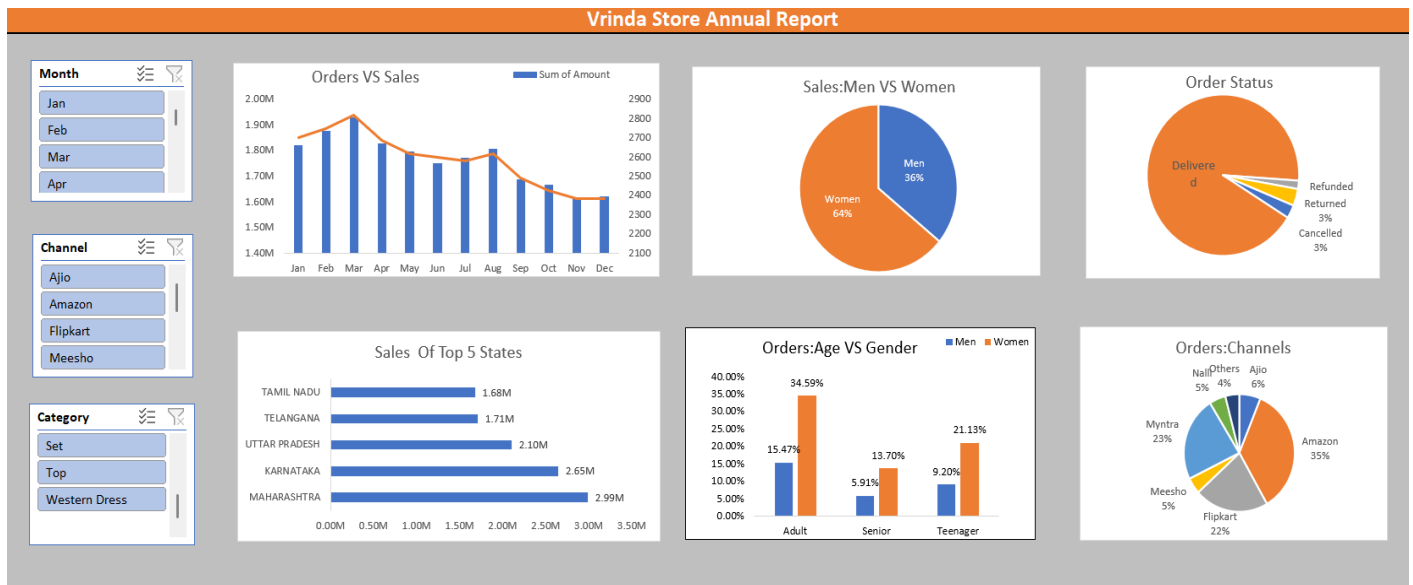 Vrinda Store Annual Report
Month
Jan
Feb
Mar
Apr
Channel
Ajio
Amazon
Flipkart
Meesho
Category
Set
Top
Western Dress
Orders VS Sales
Sum of Amount
2.00M
1.90M
1.80M
1.70M
1.60M
1.50M
1.40M
2900
2800
2700
2600
2500
2400
2300
2200
2100
Jan Feb Mar Apr May Jun Jul Aug Sep Oct Nov Dec
Sales:Men VS Women
Men
36%
Women
64%
Order Status
Delivere
d
Refunded
Returned
3%
Cancelled
3%
Sales Of Top 5 States
TAMIL NADU 1.68M
TELANGANA 1.71M
UTTAR PRADESH 2.10M
KARNATAKA 2.65M
MAHARASHTRA 2.99M
0.00M 0.50M 1.00M 1.50M 2.00M 2.50M 3.00M 3.50M
Orders:Age VS Gender
Men Women
40.00%
35.00%
30.00%
25.00%
20.00%
15.00%
10.00%
5.00%
0.00%
15.47% 34.59%
5.91% 13.70%
9.20% 21.13%
Adult Senior Teenager
Orders:Channels
Nalli
5%
Others
4%
Ajio
6%
Myntra
23%
Amazon
35%
Meesho
5%
Flipkart
22%